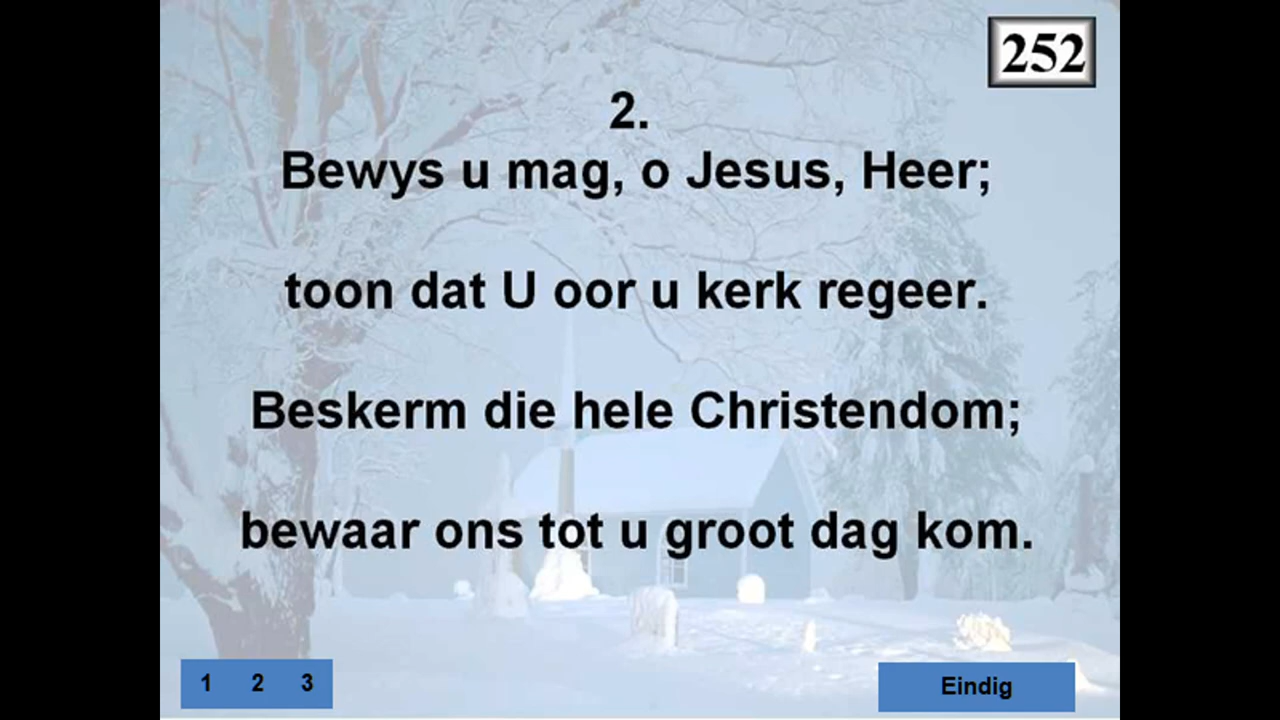 252
2.
Bewys u mag, o Jesus, Heer;
toon dat U oor u kerk regeer.
Beskerm die hele Christendom;
bewaar ons tot u groot dag kom.
1 2 3
Eindig